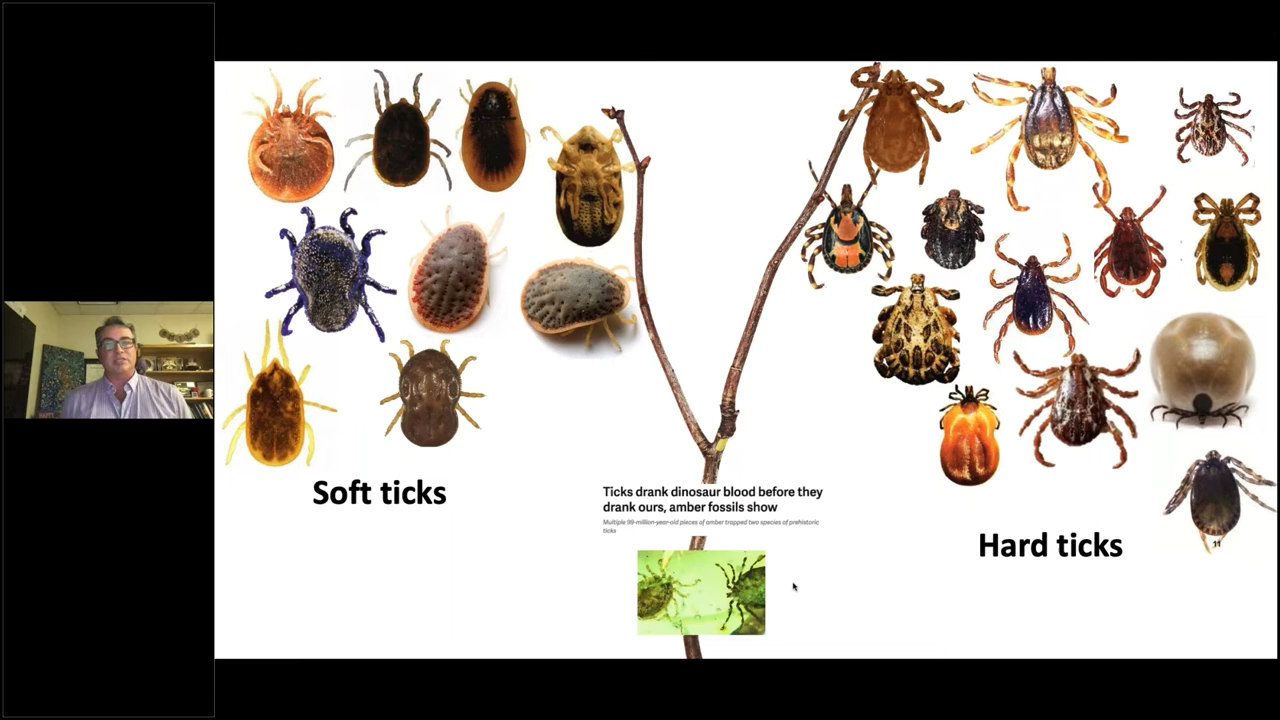 Soft ticks
Ticks drank dinosaur blood before they
drank ours, amber fossils show
Multiple 99-million-year-old pieces of amber trapped two species of prehistoric
ticks
Hard ticks